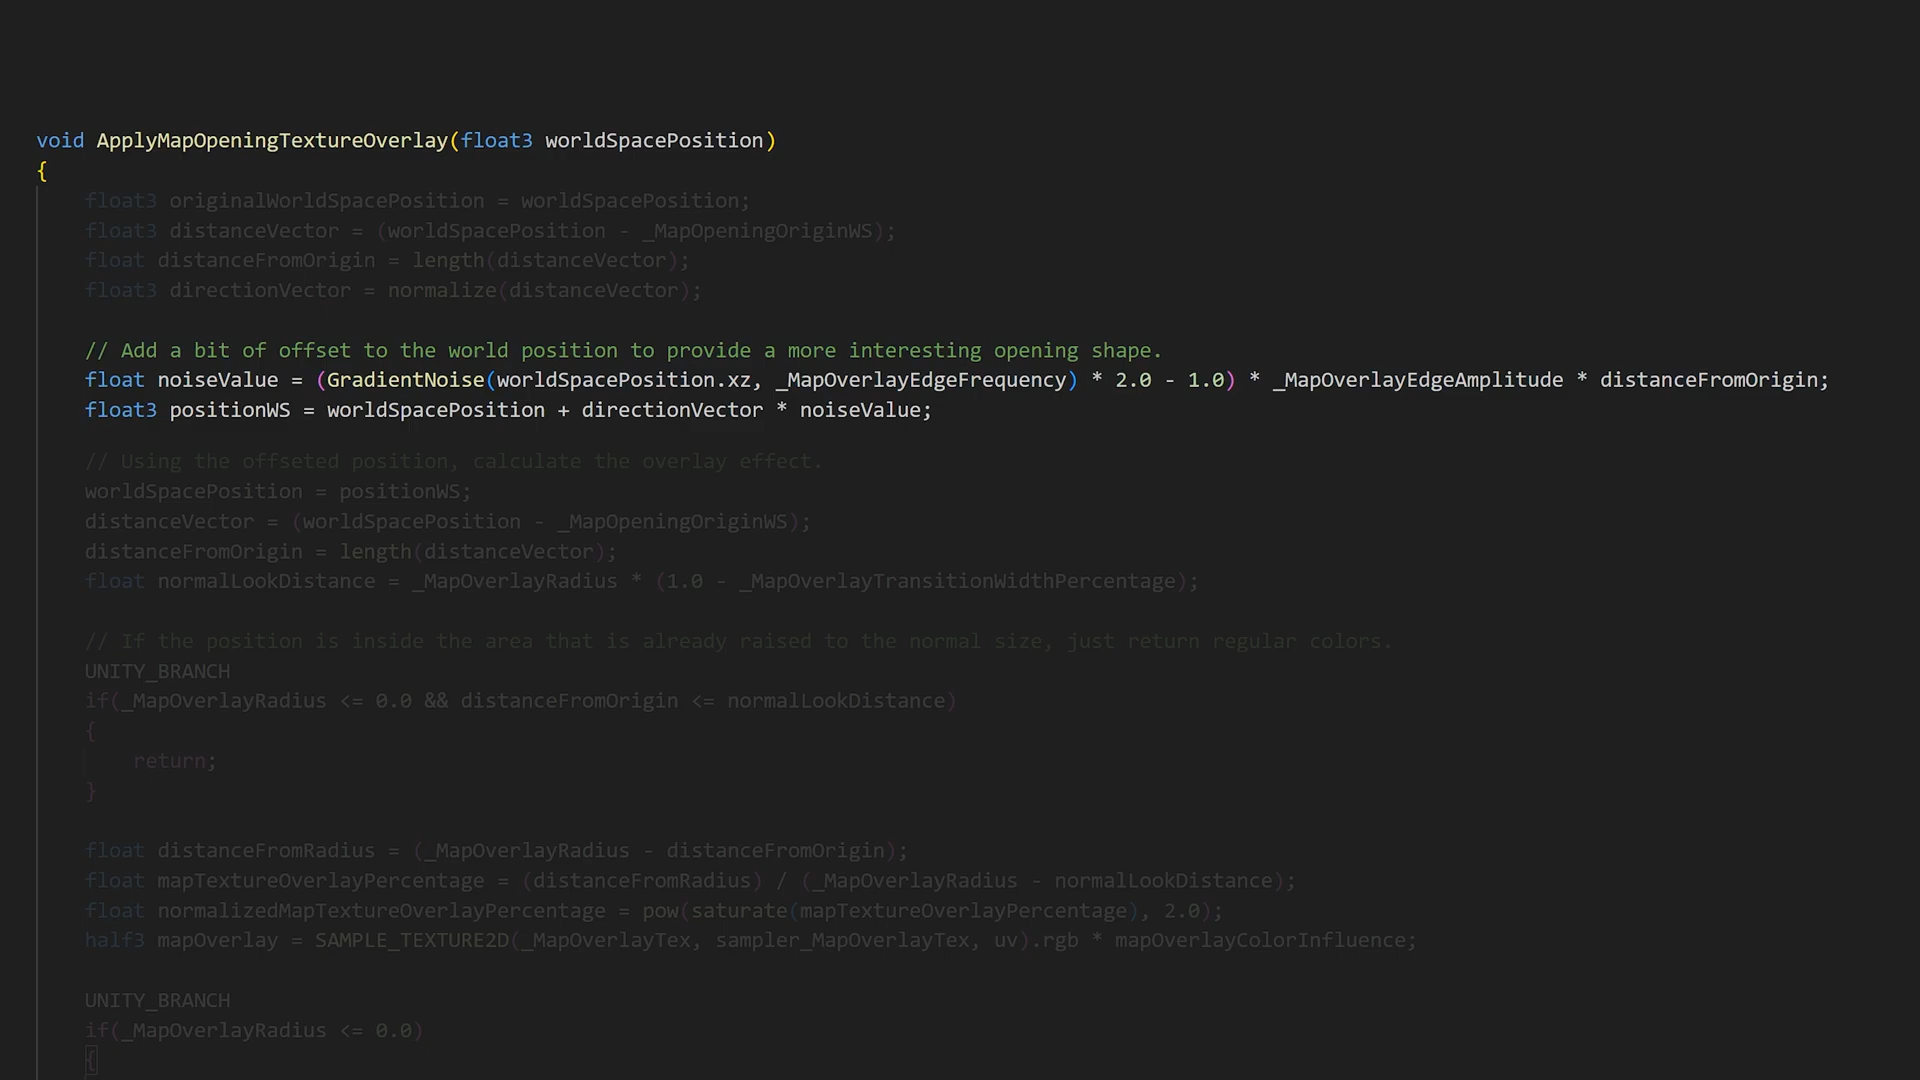 void ApplyMapOpeningTextureOverlay(float3 worldSpacePosition)
{
float3 originalWorldSpacePosition = worldSpacePosition;
float3 distanceVector = (worldSpacePosition - _MapOpeningOriginWS);
float distanceFromOrigin = length(distanceVector);
float3 directionVector = normalize(distanceVector);
// Add a bit of offset to the world position to provide a more interesting opening shape.
float noiseValue = (GradientNoise(worldSpacePosition.xz, _MapOverlayEdgeFrequency) * 2.0 - 1.0) * _MapOverlayEdgeAmplitude * distanceFromOrigin;
float3 positionWS = worldSpacePosition + directionVector * noiseValue;
// Using the offseted position, calculate the overlay effect.
worldSpacePosition = positionWS;
distanceVector = (worldSpacePosition - _MapOpeningOriginWS);
distanceFromOrigin = length(distanceVector);
float normalLookDistance = _MapOverlayRadius * (1.0 - _MapOverlayTransitionWidthPercentage);
// If the position is inside the area that is already raised to the normal size, just return regular colors.
UNITY_BRANCH
if(_MapOverlayRadius <= 0.0 && distanceFromOrigin <= normalLookDistance)
{
return;
}
float distanceFromRadius = (_MapOverlayRadius - distanceFromOrigin);
float mapTextureOverlayPercentage = (distanceFromRadius) / (_MapOverlayRadius - normalLookDistance);
float normalizedMapTextureOverlayPercentage = pow(saturate(mapTextureOverlayPercentage), 2.0);
half3 mapOverlay = SAMPLE_TEXTURE2D(_MapOverlayTex, sampler_MapOverlayTex, uv).rgb * mapOverlayColorInfluence;
UNITY_BRANCH
if(_MapOverlayRadius <= 0.0)
{